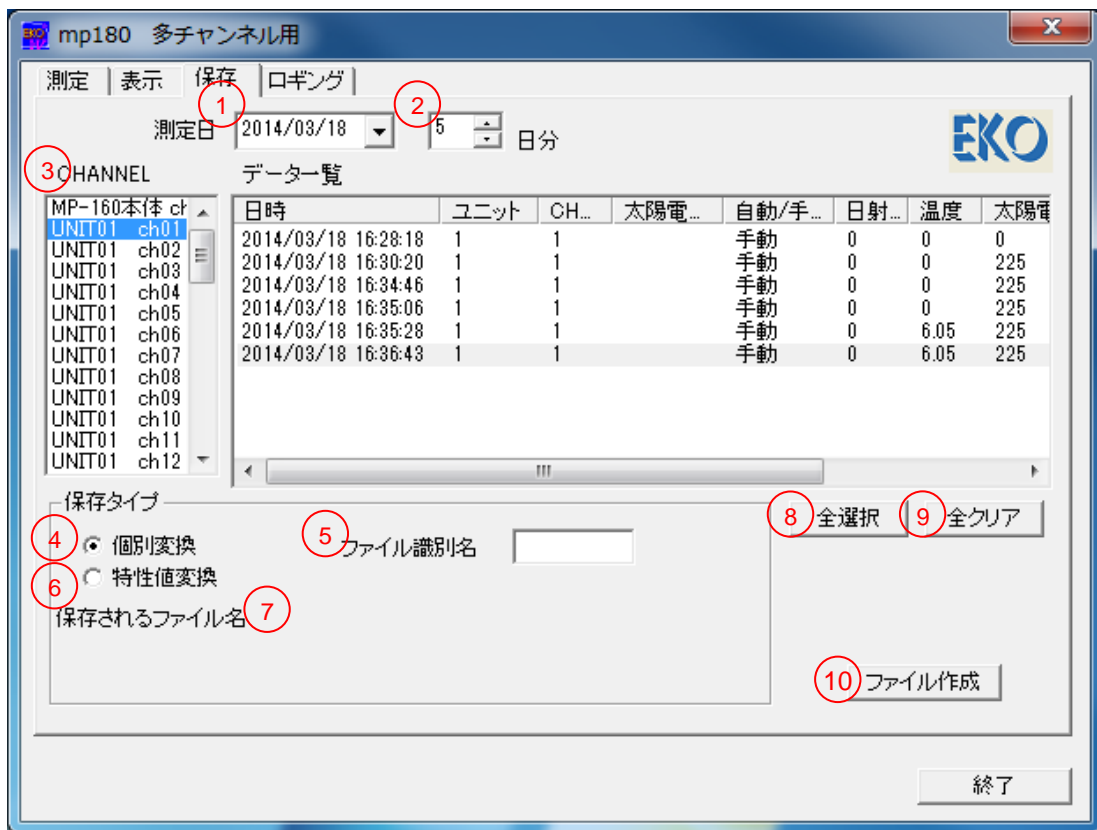 mp180 多チャンネル用
測定 表示 保存 ロギング
1 2
測定日 2014/03/18 5 日分
EKO
3 CHANNEL データ一覧
MP-160本体 ch
UNIT01 ch01
UNIT01 ch02
UNIT01 ch03
UNIT01 ch04
UNIT01 ch05
UNIT01 ch06
UNIT01 ch07
UNIT01 ch08
UNIT01 ch09
UNIT01 ch10
UNIT01 ch11
UNIT01 ch12
日時 ユニット CH... 太陽電... 自動/手... 日射... 温度 太陽電
2014/03/18 16:28:18 1 1 手動 0 0 0
2014/03/18 16:30:20 1 1 手動 0 0 225
2014/03/18 16:34:46 1 1 手動 0 0 225
2014/03/18 16:35:06 1 1 手動 0 0 225
2014/03/18 16:35:28 1 1 手動 0 6.05 225
2014/03/18 16:36:43 1 1 手動 0 6.05 225
保存タイプ
8 全選択 9 全クリア
4 個別変換 5 ファイル識別名
6 特性値変換
保存されるファイル名 7
10 ファイル作成
終了